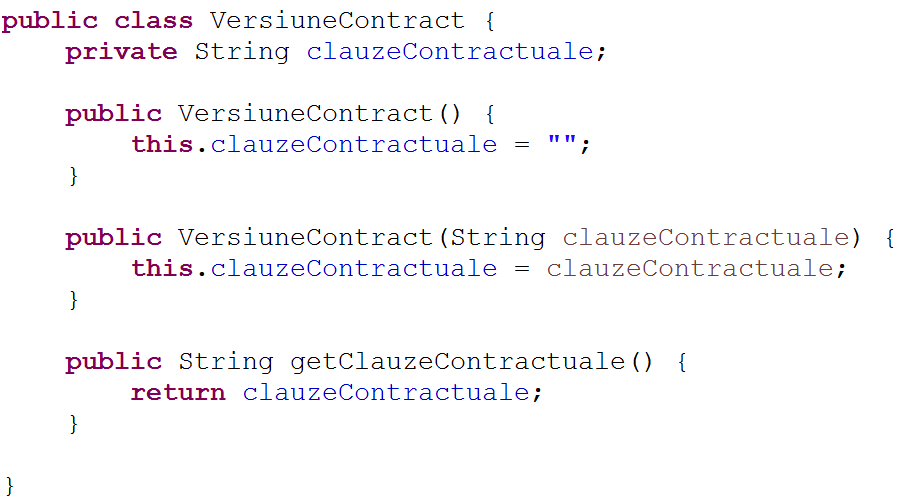 public class VersiuneContract {
    private String clauzeContractuale;

    public VersiuneContract() {
        this.clauzeContractuale = "";
    }

    public VersiuneContract(String clauzeContractuale) {
        this.clauzeContractuale = clauzeContractuale;
    }

    public String getClauzeContractuale() {
        return clauzeContractuale;
    }

}